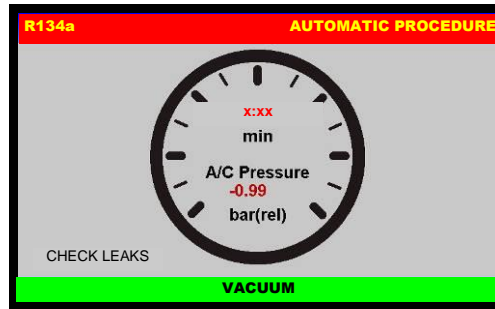 R134a AUTOMATIC PROCEDURE
x:xx
min
A/C Pressure
-0.99
bar(rel)
CHECK LEAKS
VACUUM